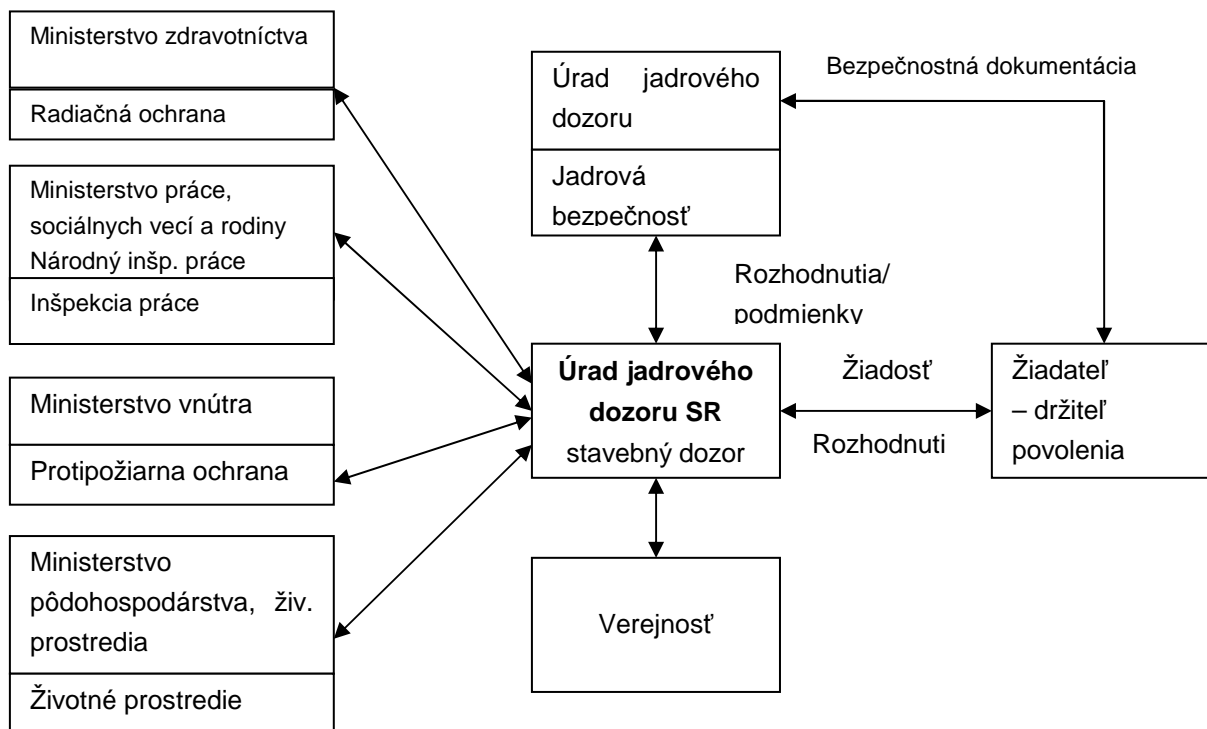 Ministerstvo zdravotníctva
Radiačná ochrana
Ministerstvo práce,
sociálnych vecí a rodiny
Národný inšp. práce
Inšpekcia práce
Ministerstvo vnútra
Protipožiarna ochrana
Ministerstvo
pôdohospodárstva, živ.
prostredia
Životné prostredie
Úrad jadrového
dozoru
Jadrová
bezpečnosť
Rozhodnutia/
podmienky
Úrad jadrového
dozoru SR
stavebný dozor
Verejnosť
Bezpečnostná dokumentácia
Žiadosť
Rozhodnuti
Žiadateľ
– držiteľ
povolenia